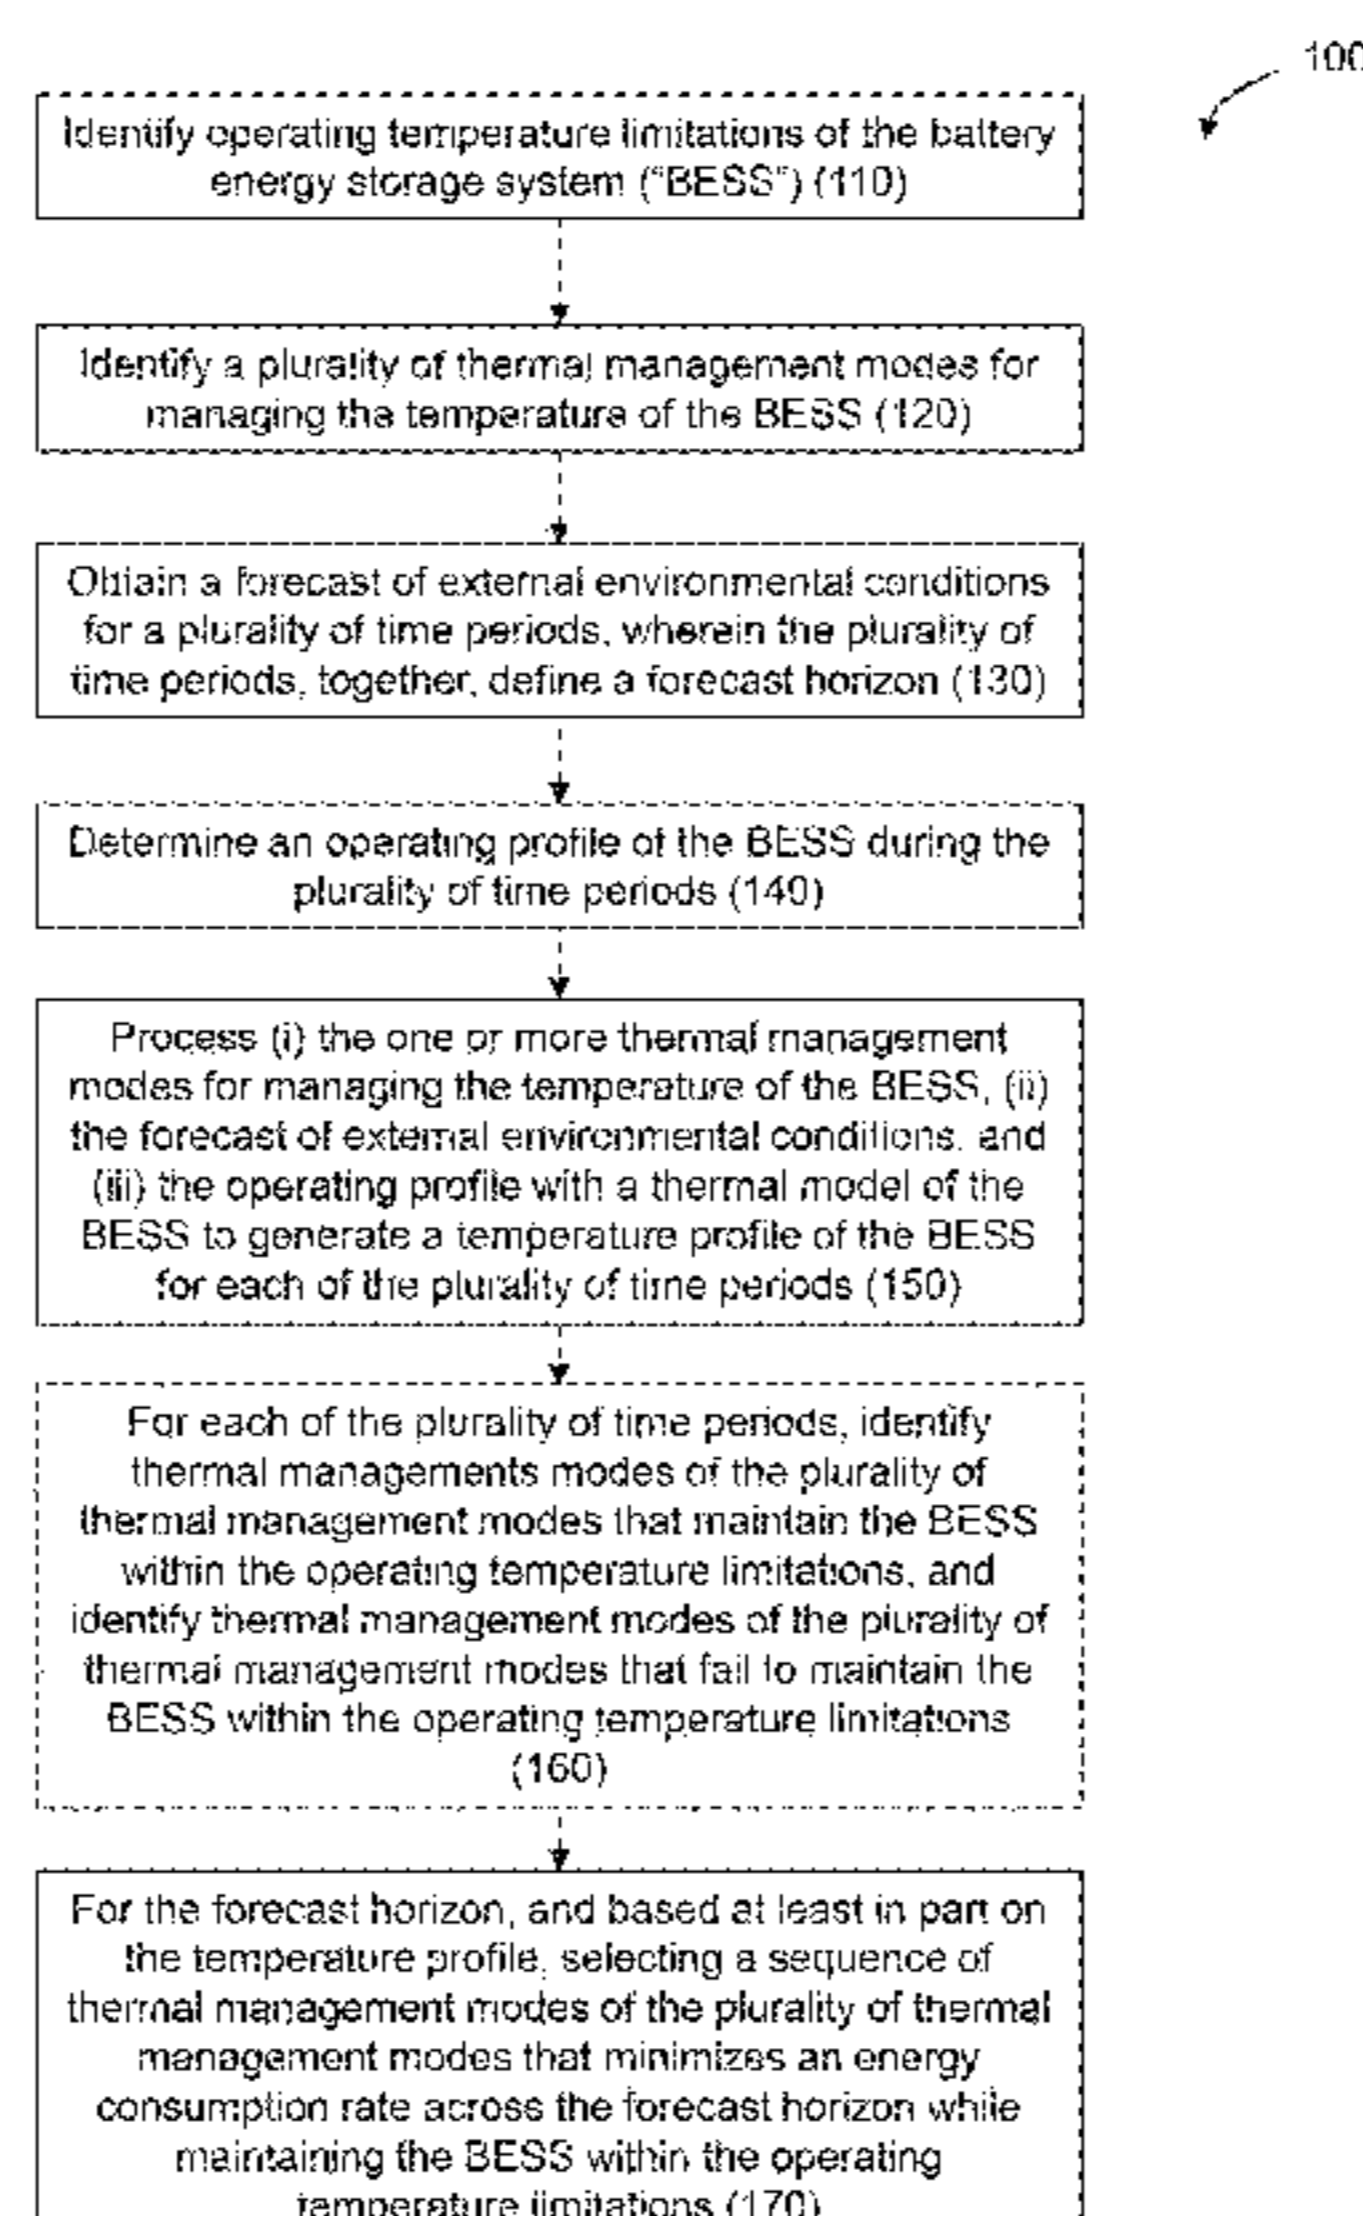 100
Identify operating temperature limitations of the battery
energy storage system ("BESS") (110)
Identify a plurality of thermal management modes for
managing the temperature of the BESS (120)
Obtain a forecast of external environmental conditions
for a plurality of time periods, wherein the plurality of
time periods, together, define a forecast horizon (130)
Determine an operating profile of the BESS during the
plurality of time periods (140)
Process (i) the one or more thermal management
modes for managing the temperature of the BESS, (ii)
the forecast of external environmental conditions, and
(iii) the operating profile with a thermal model of the
BESS to generate a temperature profile of the BESS
for each of the plurality of time periods (150)
For each of the plurality of time periods, identify
thermal managements modes of the plurality of
thermal management modes that maintain the BESS
within the operating temperature limitations, and
identify thermal management modes of the plurality of
thermal management modes that fail to maintain the
BESS within the operating temperature limitations
(160)
For the forecast horizon, and based at least in part on
the temperature profile, selecting a sequence of
thermal management modes of the plurality of thermal
management modes that minimizes an energy
consumption rate across the forecast horizon while
maintaining the BESS within the operating
temperature limitations (170)